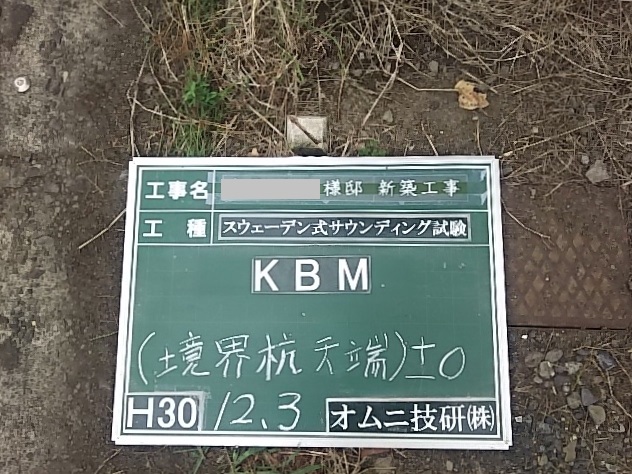 工事名 様邸 新築工事
工種 スウェーデン式サウンディング試験
KBM
(境界杭天端)±0
H30 12.3 オムニ技研㈱